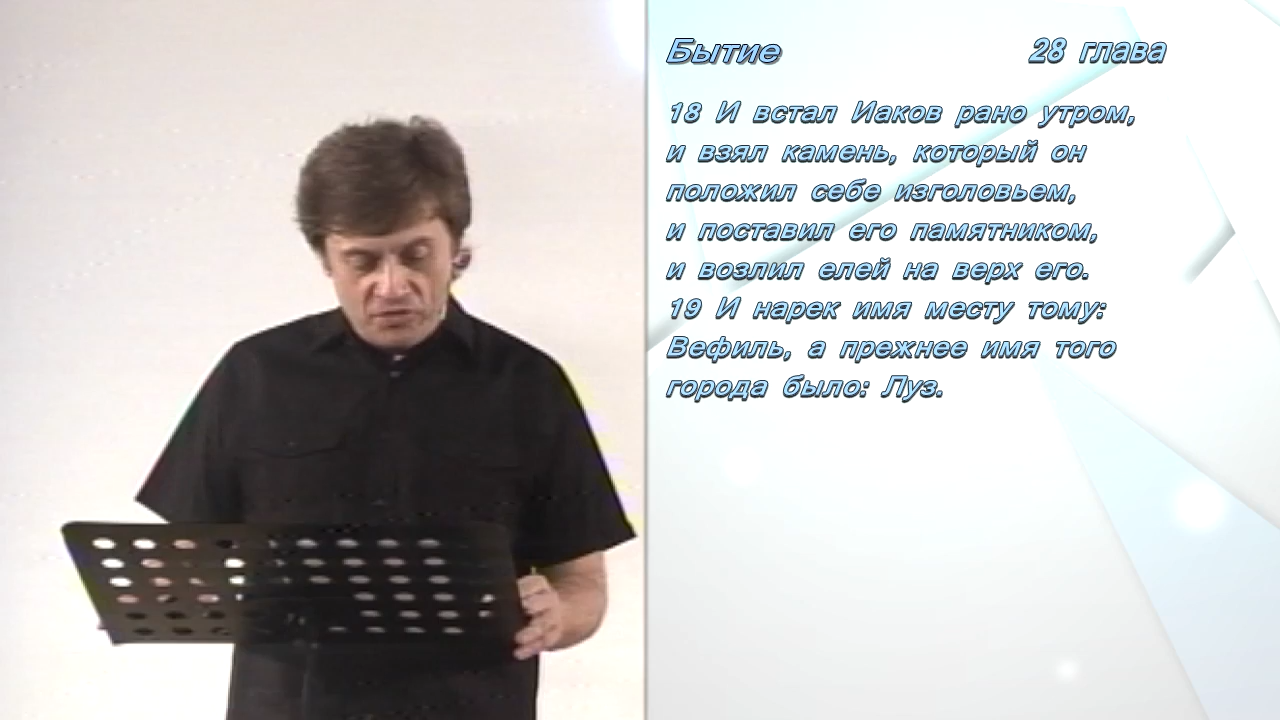 Бытие 28 глава
18 И встал Иаков рано утром,
и взял камень, который он
положил себе изголовьем,
и поставил его памятником,
и возлил елей на верх его.
19 И нарек имя месту тому:
Вефиль, а прежнее имя того
города было: Луз.